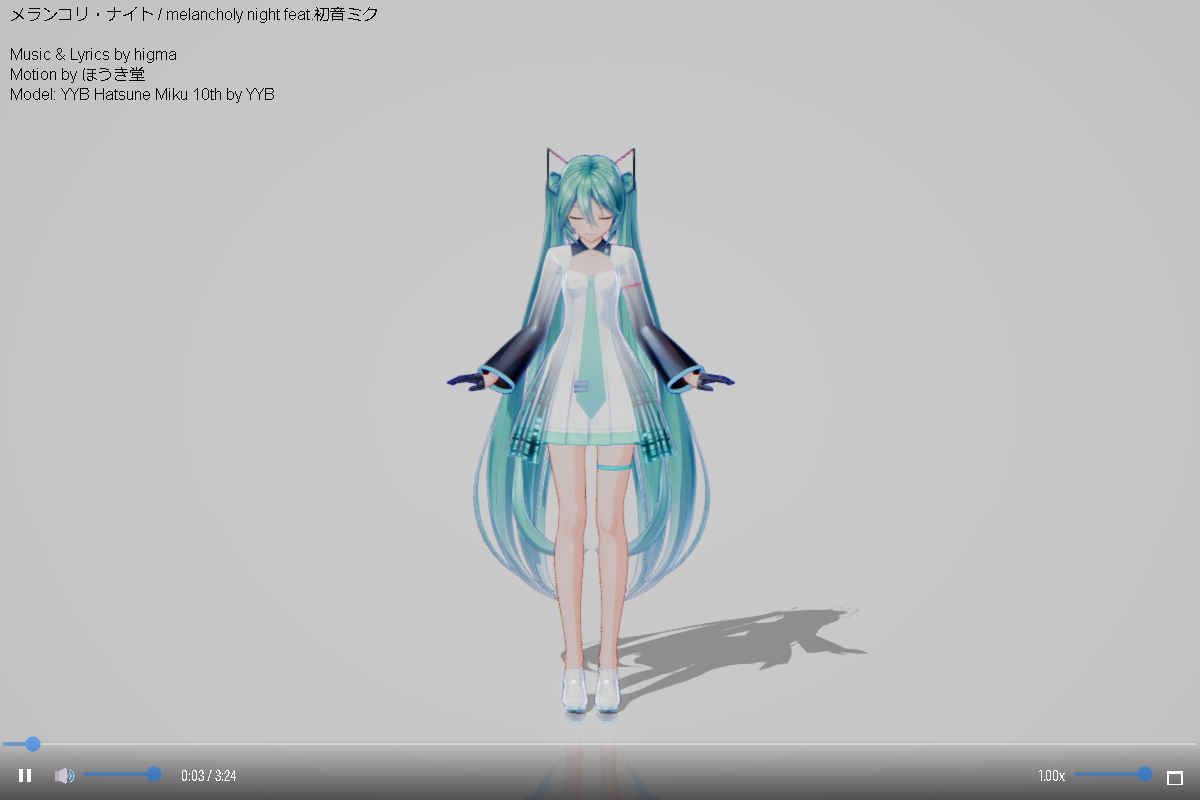 メランコリ・ナイト / melancholy night feat.初音ミク
Music & Lyrics by higma
Motion by ほうき堂
Model: YYB Hatsune Miku 10th by YYB
0:03 / 3:24
1.00x